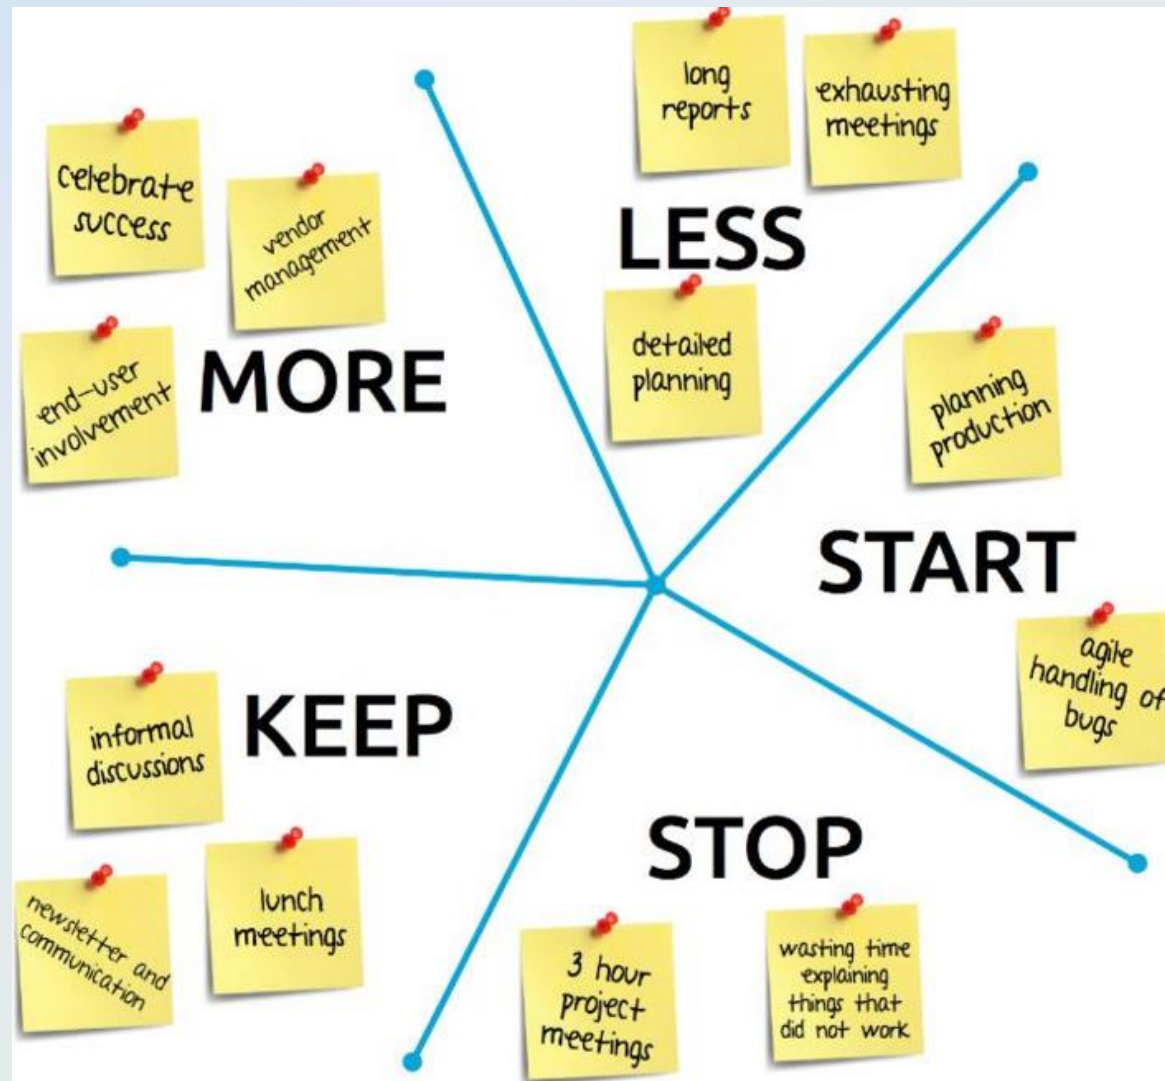 long
reports
exhausting
meetings
LESS
detailed
planning
celebrate
success
vendor
management
end-user
involvement
MORE
planning
production
START
agile
handling of
bugs
informal
discussions
KEEP
newsletter and
communication
lunch
meetings
STOP
3 hour
project
meetings
wasting time
explaining
things that
did not work